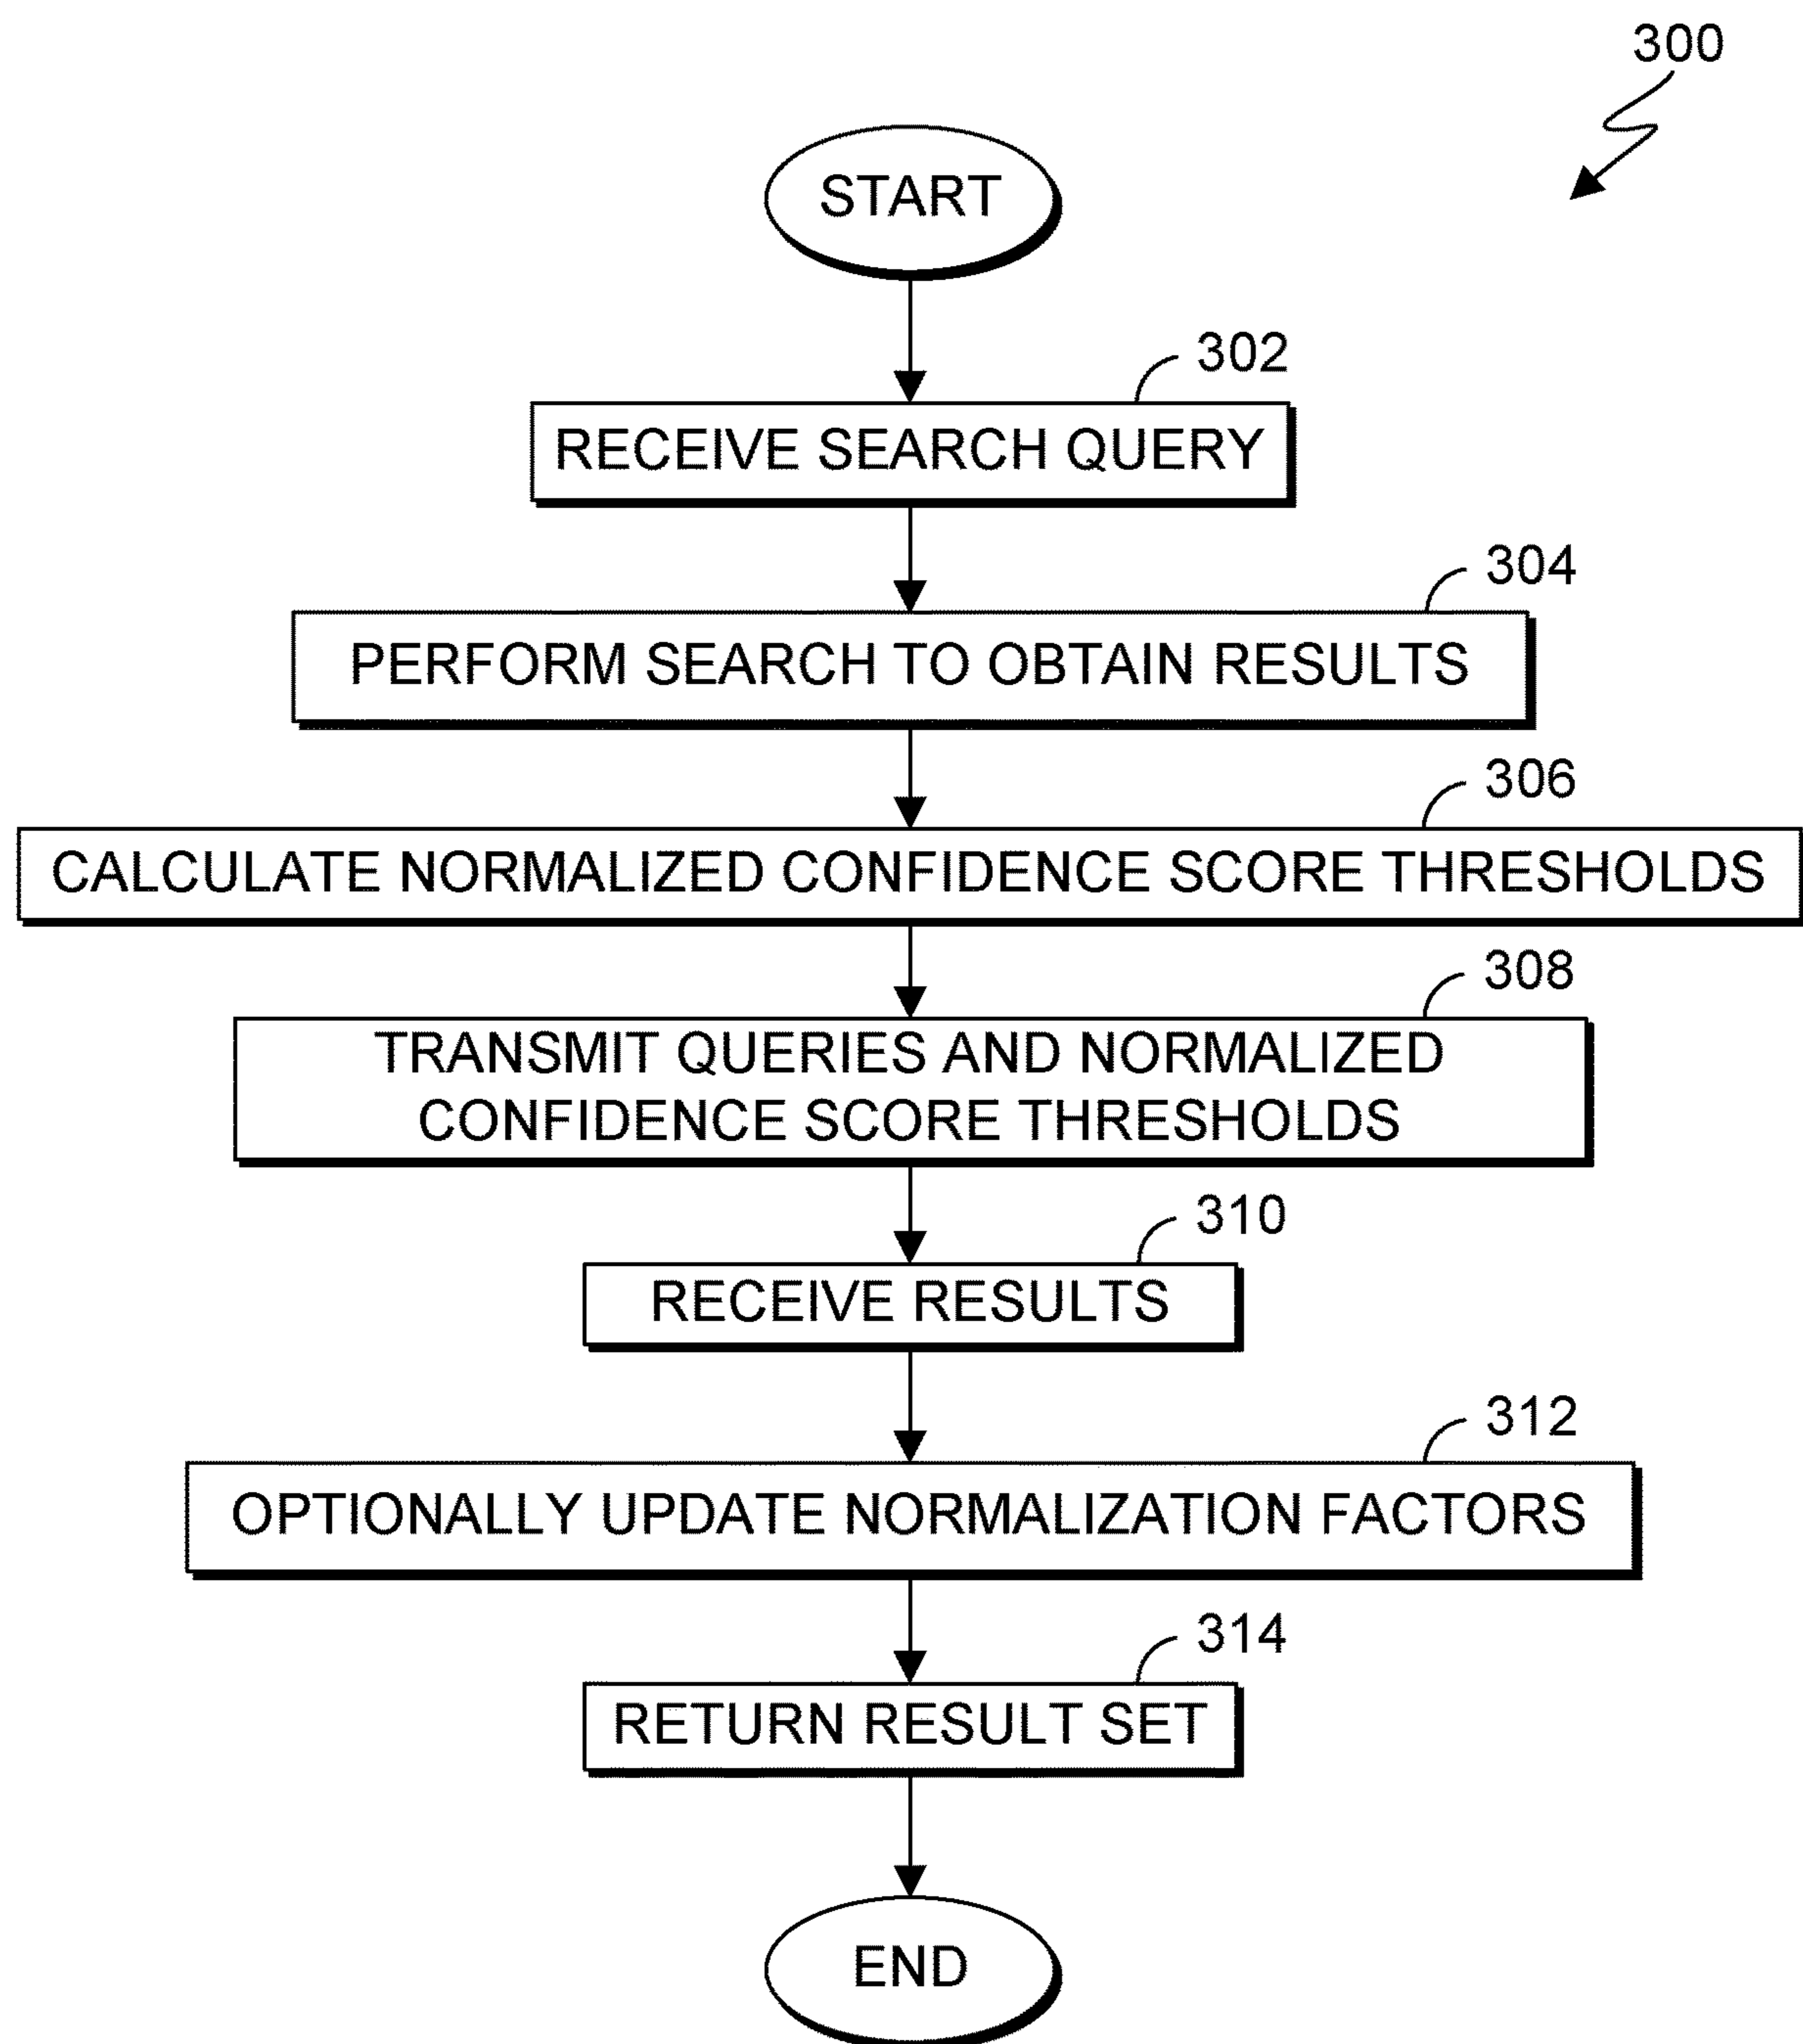 300
START
302
RECEIVE SEARCH QUERY
304
PERFORM SEARCH TO OBTAIN RESULTS
306
CALCULATE NORMALIZED CONFIDENCE SCORE THRESHOLDS
308
TRANSMIT QUERIES AND NORMALIZED
CONFIDENCE SCORE THRESHOLDS
310
RECEIVE RESULTS
312
OPTIONALLY UPDATE NORMALIZATION FACTORS
314
RETURN RESULT SET
END